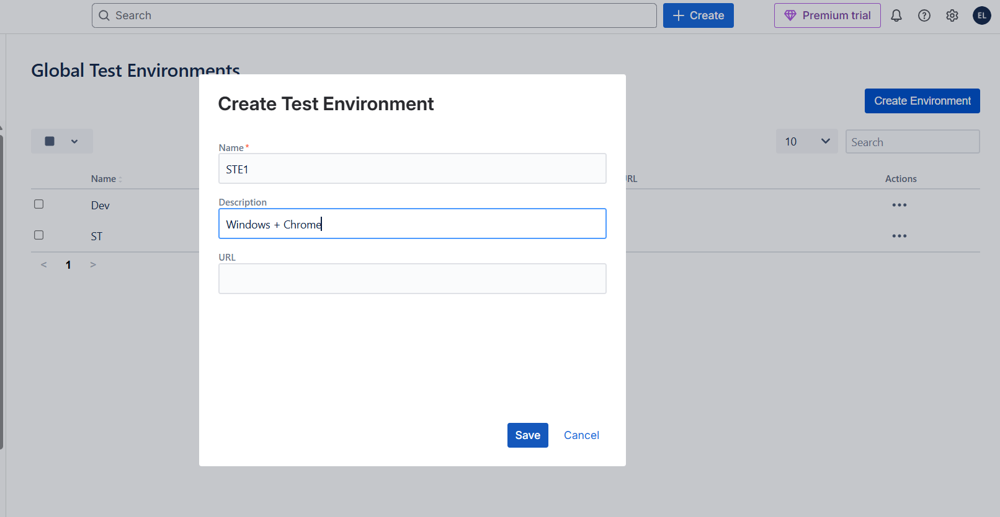 Search
Create
Premium trial
EL
Global Test Environments
Create Test Environment
Create Environment
Name*
10
Search
STE1
Name
RL
Actions
Description
Dev
Windows + Chrome
ST
URL
< 1 >
Save
Cancel